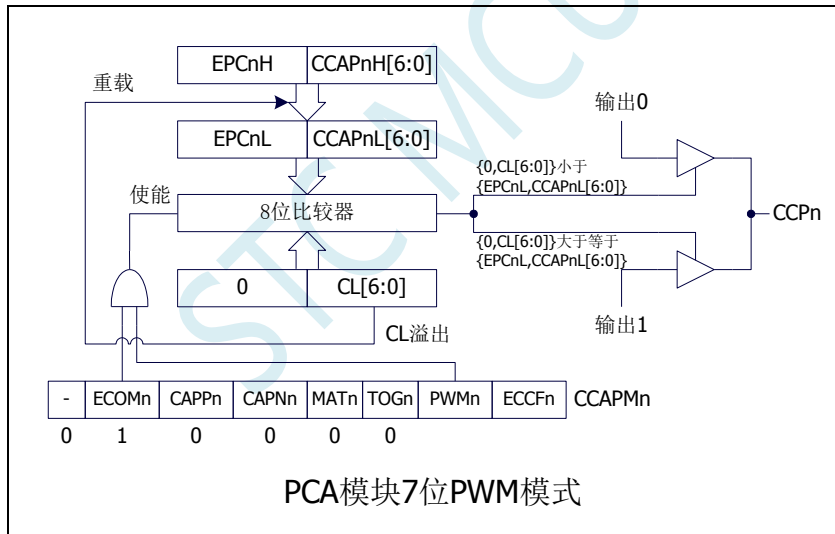 EPCnH CCAPnH[6:0]
重载
输出0
EPCnL CCAPnL[6:0]
{0,CL[6:0]}小于
{EPCnL,CCAPnL[6:0]}
使能
8位比较器
CCPn
{0,CL[6:0]}大于等于
{EPCnL,CCAPnL[6:0]}
0 CL[6:0]
输出1
CL溢出
- ECOMn CAPPn CAPNn MATn TOGn PWMn ECCFn CCAPMn
0 1 0 0 0 0
PCA模块7位PWM模式
STC MCU